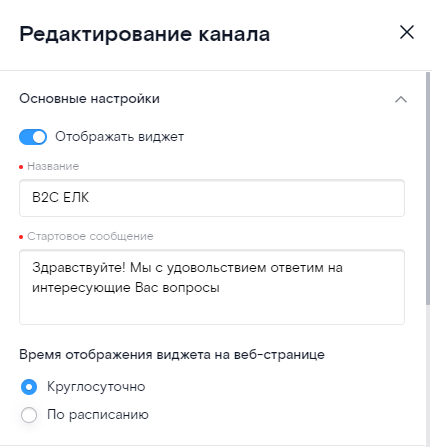 Редактирование канала
Основные настройки
Отображать виджет
Название
B2C ЕЛК
Стартовое сообщение
Здравствуйте! Мы с удовольствием ответим на
интересующие Вас вопросы
Время отображения виджета на веб-странице
Круглосуточно
По расписанию